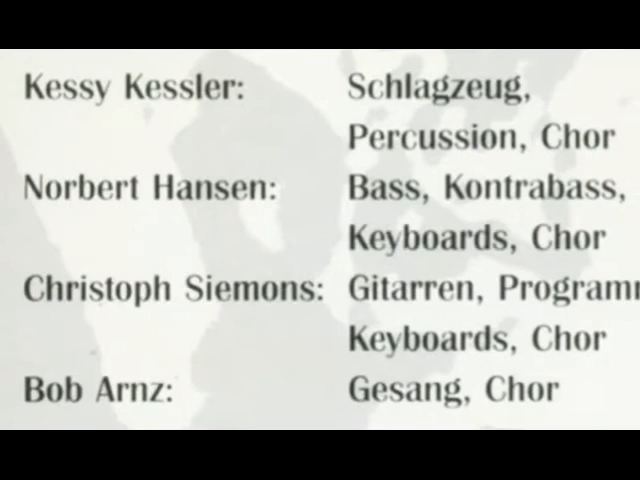 Kessy Kessler: Schlagzeug,
Percussion, Chor
Norbert Hansen: Bass, Kontrabass,
Keyboards, Chor
Christoph Siemons: Gitarren, Programm
Keyboards, Chor
Bob Arnz: Gesang, Chor